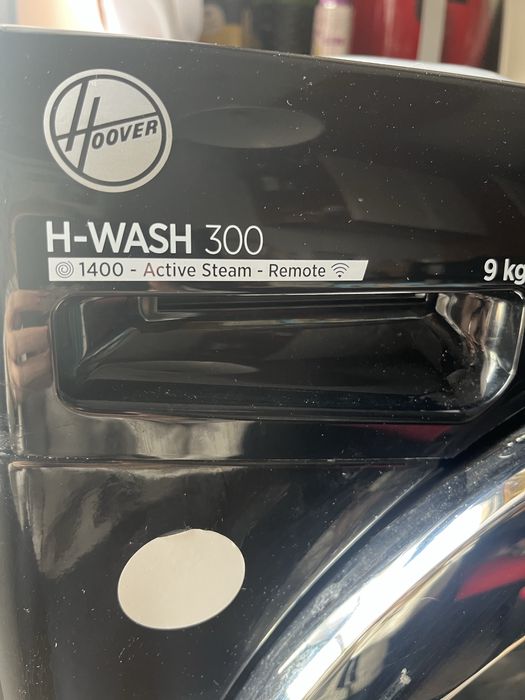 HOOVER
H-WASH 300
1400 - Active Steam - Remote
9 kg